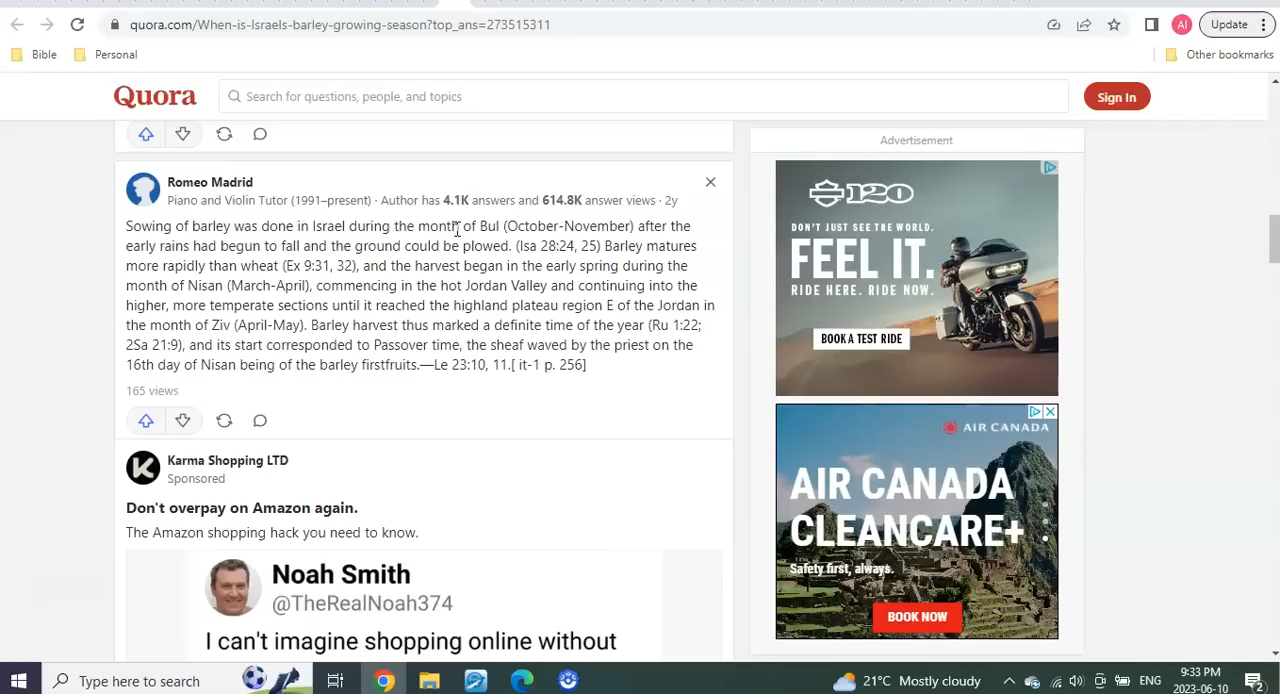 quora.com/When-is-Israels-barley-growing-season?top_ans=273515311
AI
Update
Bible
Personal
Other bookmarks
Quora
Search for questions, people, and topics
Sign In
Advertisement
Romeo Madrid
Piano and Violin Tutor (1991–present) · Author has 4.1K answers and 614.8K answer views · 2y
Sowing of barley was done in Israel during the month of Bul (October-November) after the
early rains had begun to fall and the ground could be plowed. (Isa 28:24, 25) Barley matures
more rapidly than wheat (Ex 9:31, 32), and the harvest began in the early spring during the
month of Nisan (March-April), commencing in the hot Jordan Valley and continuing into the
higher, more temperate sections until it reached the highland plateau region E of the Jordan in
the month of Ziv (April-May). Barley harvest thus marked a definite time of the year (Ru 1:22;
2Sa 21:9), and its start corresponded to Passover time, the sheaf waved by the priest on the
16th day of Nisan being of the barley firstfruits.—Le 23:10, 11.[ it-1 p. 256]
165 views
120
DON'T JUST SEE THE WORLD.
FEEL IT.
RIDE HERE. RIDE NOW.
BOOK A TEST RIDE
AIR CANADA
AIR CANADA
CLEANCARE+
Safety first, always.
BOOK NOW
K
Karma Shopping LTD
Sponsored
Don't overpay on Amazon again.
The Amazon shopping hack you need to know.
Noah Smith
@TheRealNoah374
I can't imagine shopping online without
Type here to search
21°C Mostly cloudy
ENG
9:33 PM
2023-06-10
2